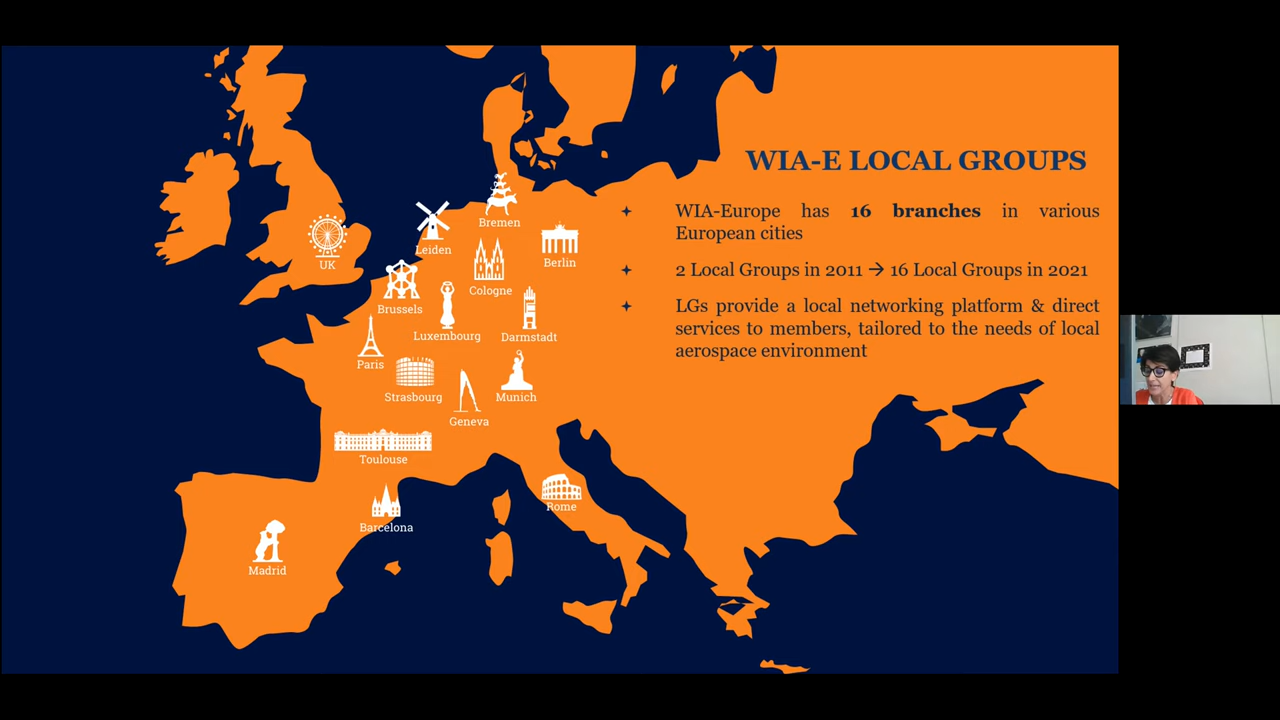 WIA-E LOCAL GROUPS
WIA-Europe has 16 branches in various
European cities
2 Local Groups in 2011 → 16 Local Groups in 2021
LGs provide a local networking platform & direct
services to members, tailored to the needs of local
aerospace environment
Bremen
Leiden
UK
Berlin
Cologne
Brussels
Luxembourg
Darmstadt
Paris
Strasbourg
Munich
Geneva
Toulouse
Rome
Barcelona
Madrid